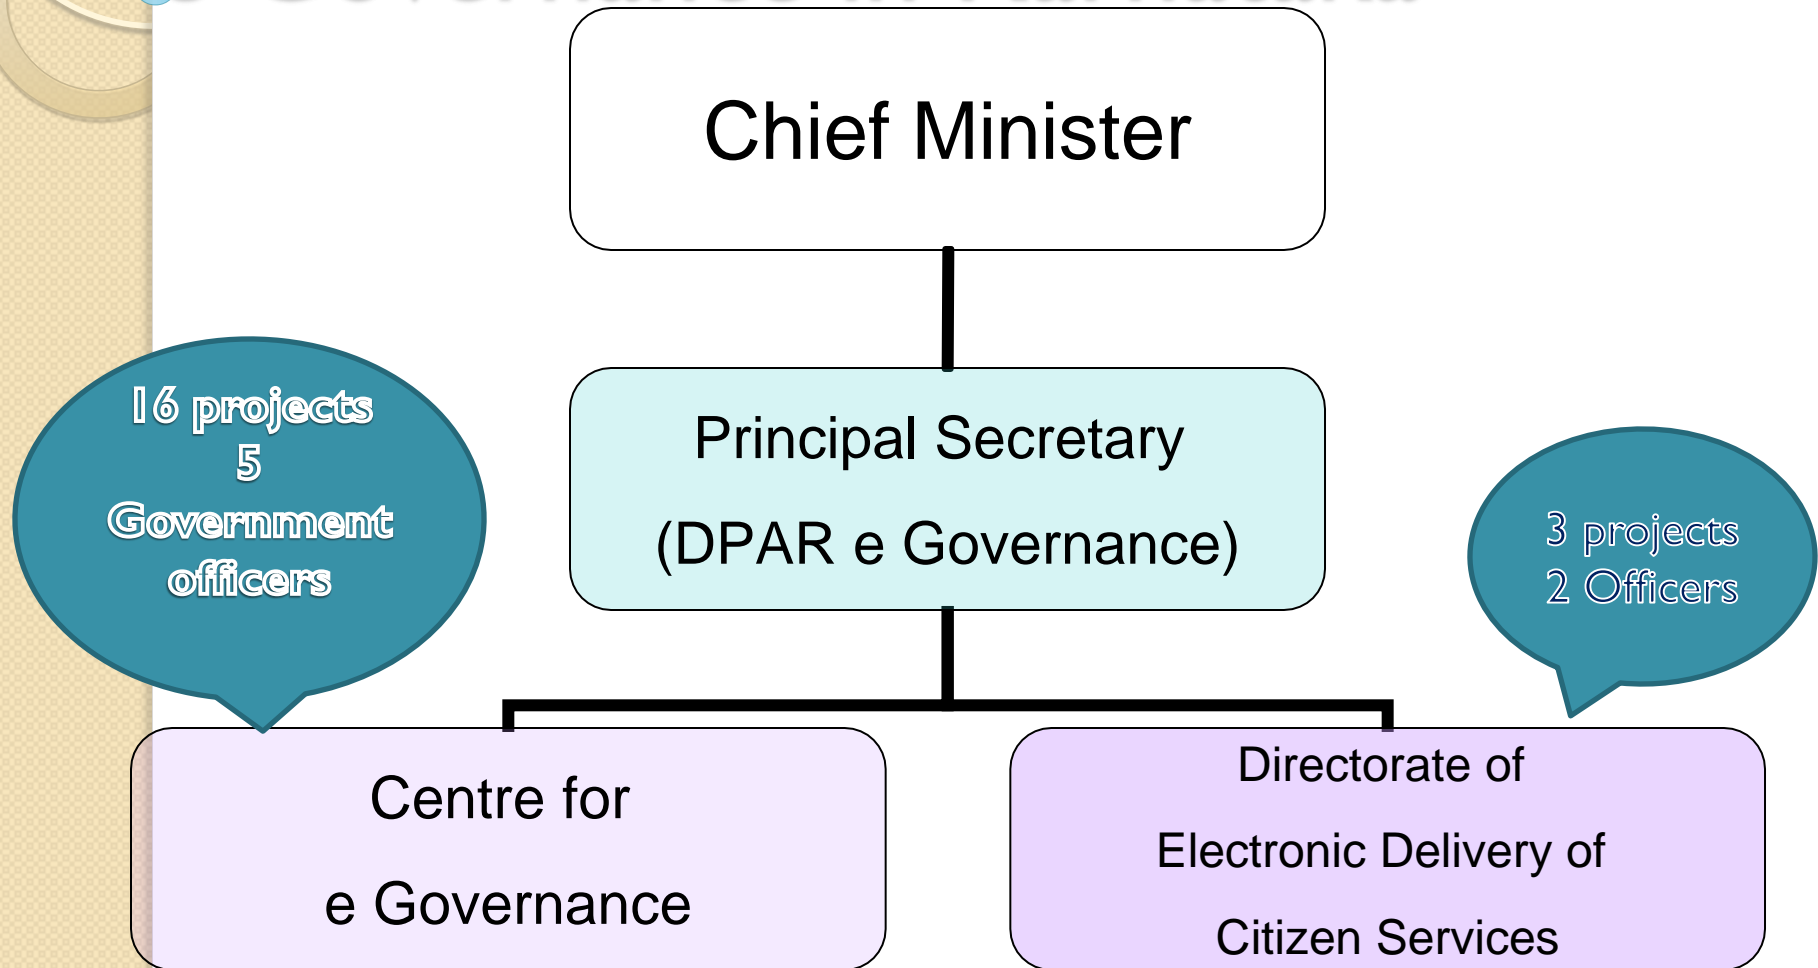 Chief Minister
16 projects
5
Government
officers
Principal Secretary
(DPAR e Governance)
3 projects
2 Officers
Centre for
e Governance
Directorate of
Electronic Delivery of
Citizen Services